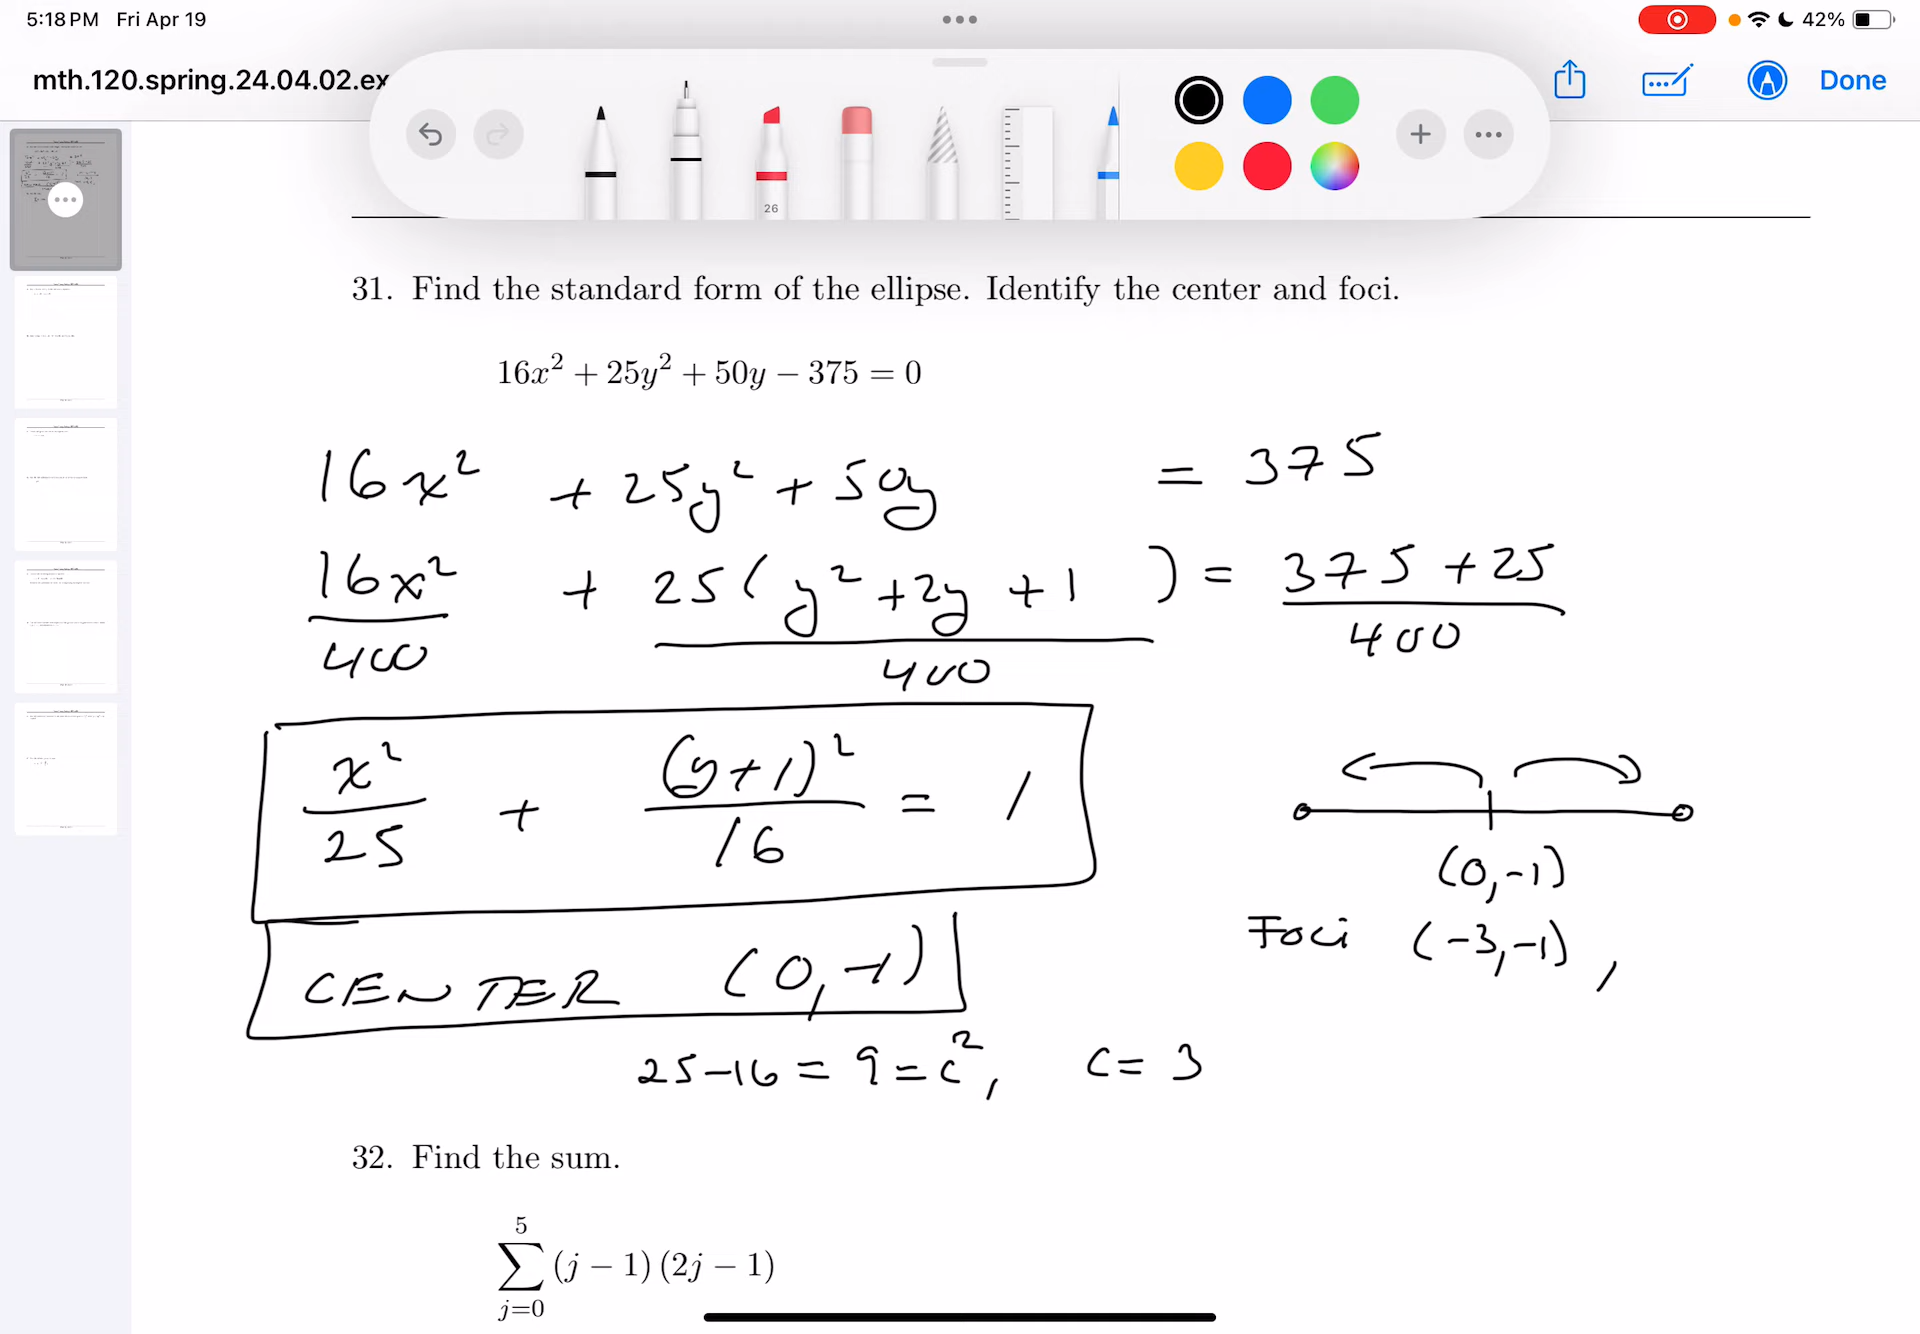 5:18 PM Fri Apr 19
42%
mth.120.spring.24.04.02.ex
26
Done
31. Find the standard form of the ellipse. Identify the center and foci.
16x² + 25y² + 50y − 375 = 0
16x² + 25y² + 50y = 375
16x²/400 + 25(y² + 2y + 1)/400 = 375 + 25/400
x²/25 + (y + 1)²/16 = 1
(0, -1)
CENTER (0, -1)
Foci (-3, -1) ,
25 - 16 = 9 = c², c = 3
32. Find the sum.
5
∑ (j − 1) (2j − 1)
j=0